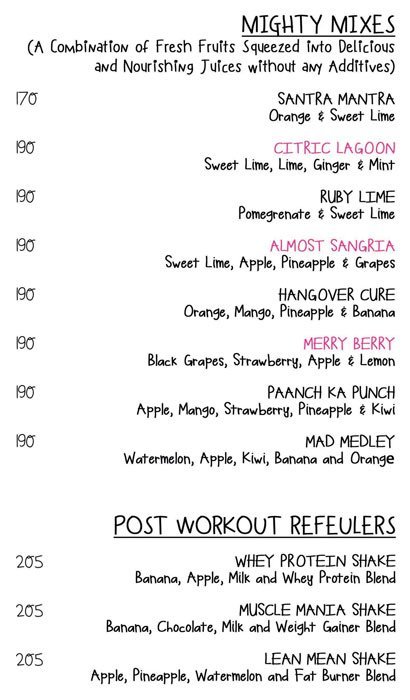 MIGHTY MIXES
(A Combination of Fresh Fruits Squeezed into Delicious
and Nourishing Juices without any Additives)
170 SANTRA MANTRA
Orange & Sweet Lime
190 CITRIC LAGOON
Sweet Lime, Lime, Ginger & Mint
190 RUBY LIME
Pomegrenate & Sweet Lime
190 ALMOST SANGRIA
Sweet Lime, Apple, Pineapple & Grapes
190 HANGOVER CURE
Orange, Mango, Pineapple & Banana
190 MERRY BERRY
Black Grapes, Strawberry, Apple & Lemon
190 PAANCH KA PUNCH
Apple, Mango, Strawberry, Pineapple & Kiwi
190 MAD MEDLEY
Watermelon, Apple, Kiwi, Banana and Orange
POST WORKOUT REFEULERS
205 WHEY PROTEIN SHAKE
Banana, Apple, Milk and Whey Protein Blend
205 MUSCLE MANIA SHAKE
Banana, Chocolate, Milk and Weight Gainer Blend
205 LEAN MEAN SHAKE
Apple, Pineapple, Watermelon and Fat Burner Blend